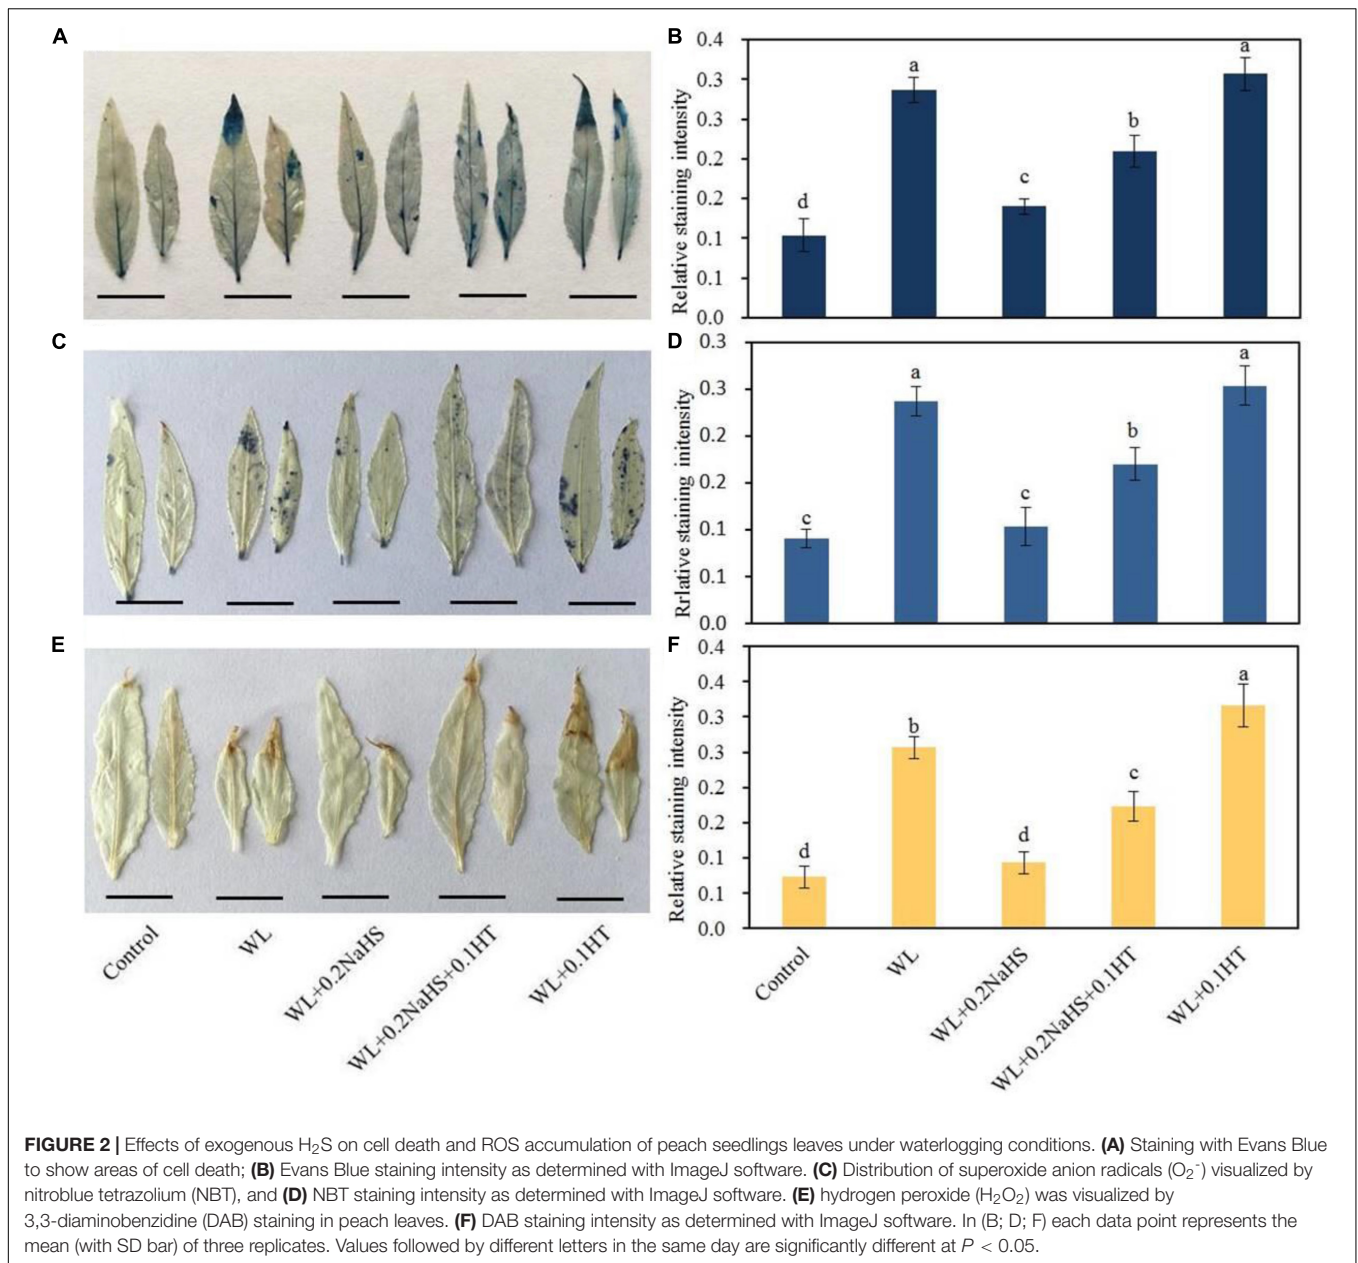 A
B
0.4
0.3
0.3
0.2
0.2
0.1
0.1
0.0
Relative staining intensity
d
a
c
b
a
C
D
0.3
0.3
0.2
0.2
0.1
0.1
0.0
Rrlative staining initensity
c
a
c
b
a
E
F
0.4
0.4
0.3
0.3
0.2
0.2
0.1
0.1
0.0
Relative staining intensity
d
b
d
c
a
Control
WL
WL+0.2NaHS
WL+0.2NaHS+0.1HT
WL+0.1HT
Control
WL
WL+0.2NaHS
WL+0.2NaHS+0.1HT
WL+0.1HT
FIGURE 2 | Effects of exogenous H₂S on cell death and ROS accumulation of peach seedlings leaves under waterlogging conditions. (A) Staining with Evans Blue
to show areas of cell death; (B) Evans Blue staining intensity as determined with ImageJ software. (C) Distribution of superoxide anion radicals (O₂⁻) visualized by
nitroblue tetrazolium (NBT), and (D) NBT staining intensity as determined with ImageJ software. (E) hydrogen peroxide (H₂O₂) was visualized by
3,3-diaminobenzidine (DAB) staining in peach leaves. (F) DAB staining intensity as determined with ImageJ software. In (B; D; F) each data point represents the
mean (with SD bar) of three replicates. Values followed by different letters in the same day are significantly different at P < 0.05.